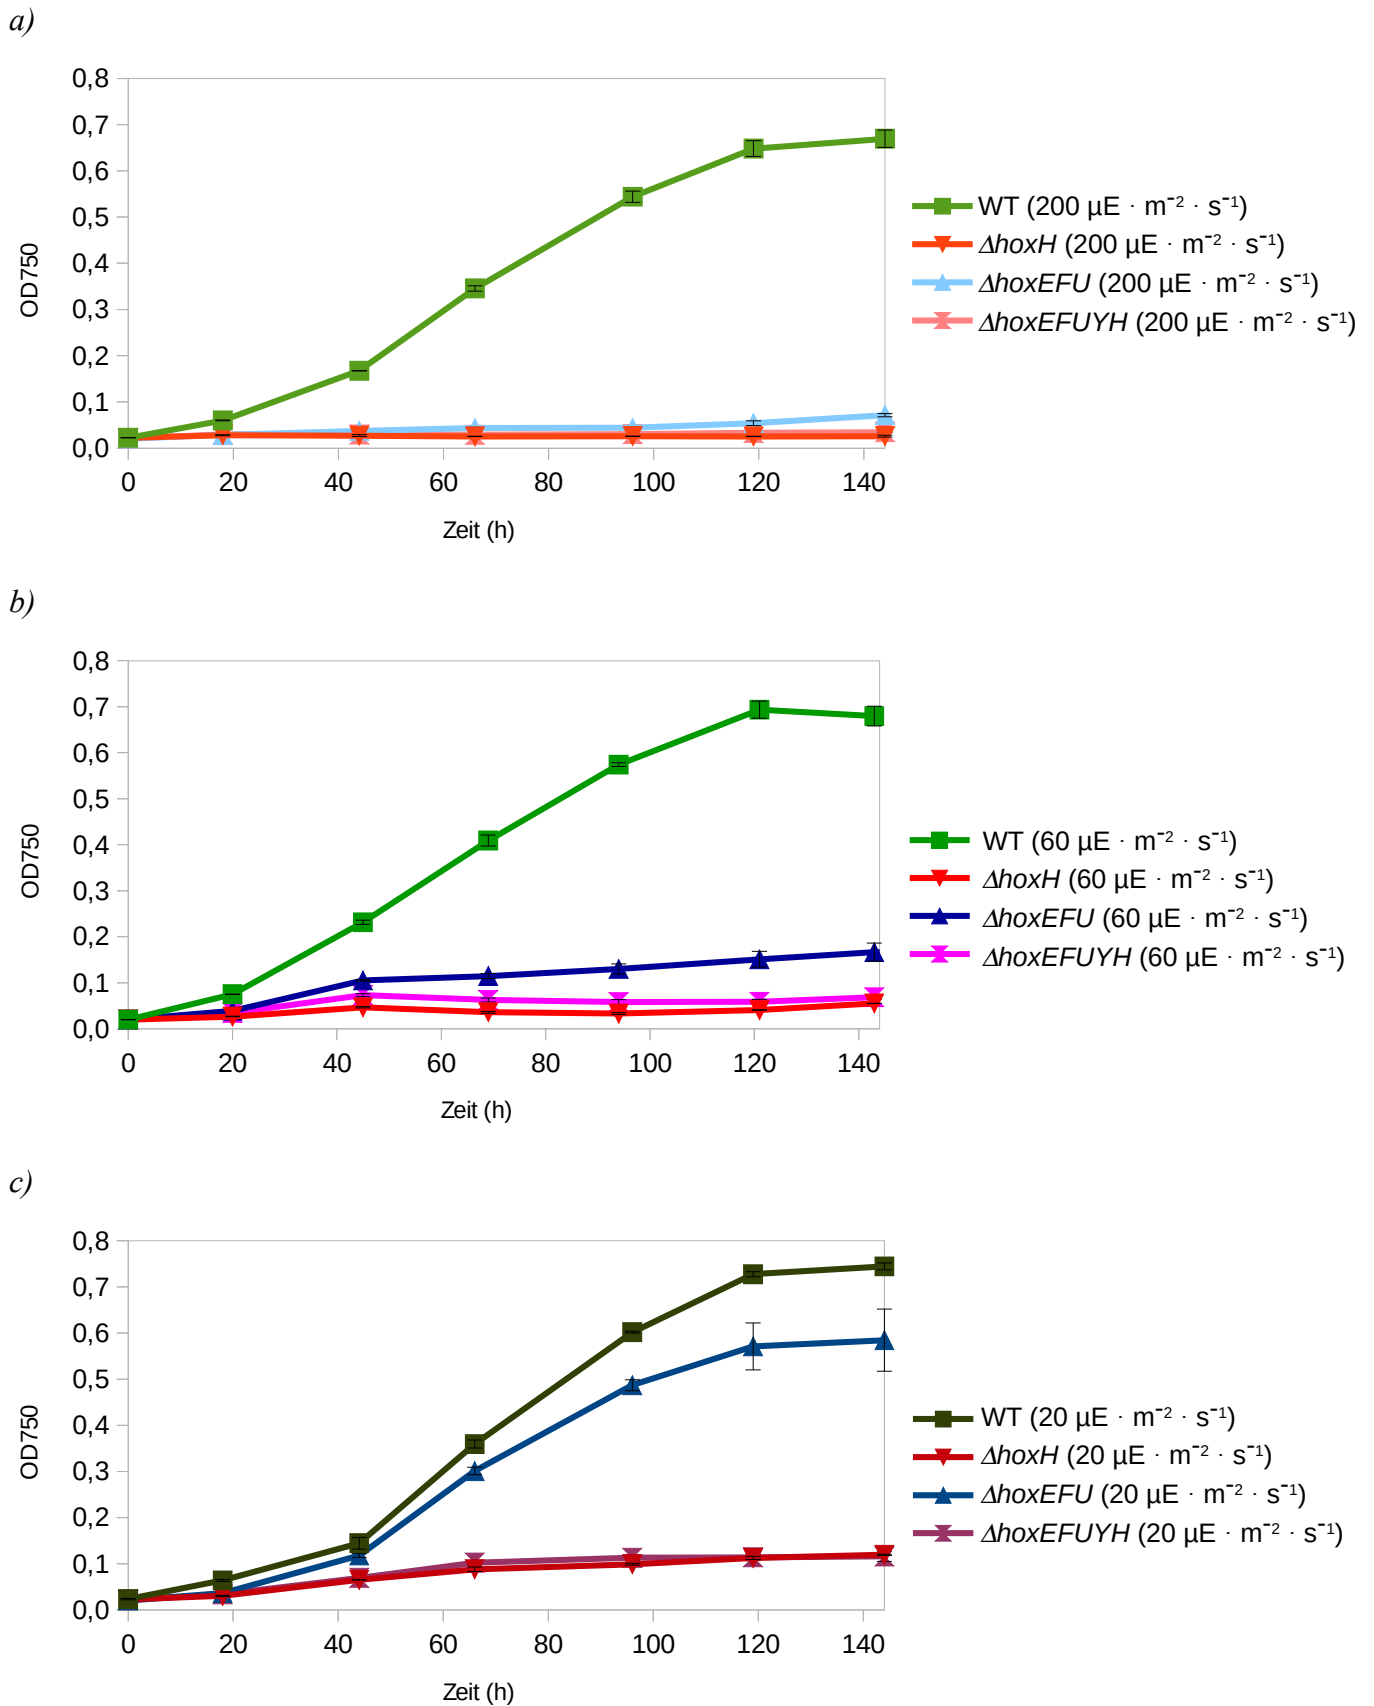 a)
0,8
0,7
0,6
0,5
0,4
0,3
0,2
0,1
0,0
OD750
0 20 40 60 80 100 120 140
Zeit (h)
WT (200 µE · m⁻² · s⁻¹)
ΔhoxH (200 µE · m⁻² · s⁻¹)
ΔhoxEFU (200 µE · m⁻² · s⁻¹)
ΔhoxEFUYH (200 µE · m⁻² · s⁻¹)
b)
0,8
0,7
0,6
0,5
0,4
0,3
0,2
0,1
0,0
OD750
0 20 40 60 80 100 120 140
Zeit (h)
WT (60 µE · m⁻² · s⁻¹)
ΔhoxH (60 µE · m⁻² · s⁻¹)
ΔhoxEFU (60 µE · m⁻² · s⁻¹)
ΔhoxEFUYH (60 µE · m⁻² · s⁻¹)
c)
0,8
0,7
0,6
0,5
0,4
0,3
0,2
0,1
0,0
OD750
0 20 40 60 80 100 120 140
Zeit (h)
WT (20 µE · m⁻² · s⁻¹)
ΔhoxH (20 µE · m⁻² · s⁻¹)
ΔhoxEFU (20 µE · m⁻² · s⁻¹)
ΔhoxEFUYH (20 µE · m⁻² · s⁻¹)